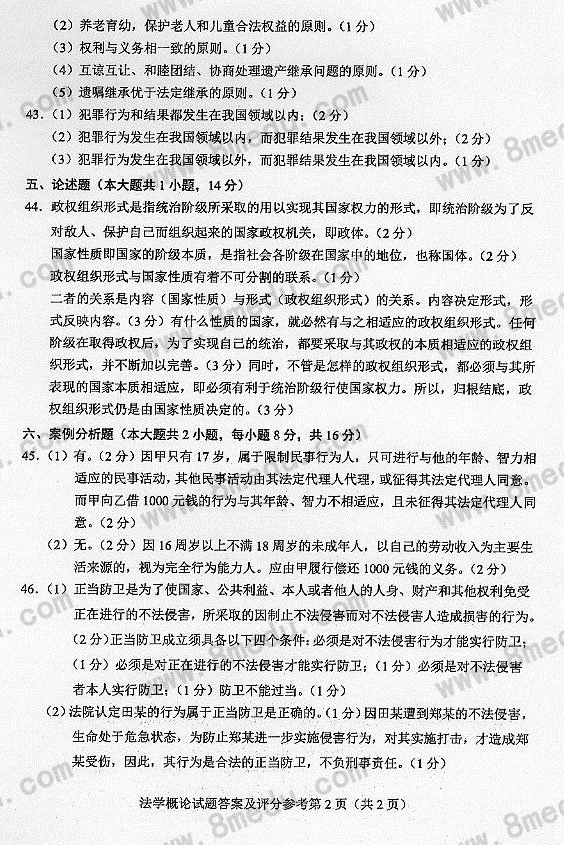 （2）养老育幼，保护老人和儿童合法权益的原则。（1 分）
（3）权利与义务相一致的原则。（1 分）
（4）互谅互让、和睦团结、协商处理遗产继承问题的原则。（1 分）
（5）遗嘱继承优于法定继承的原则。（1 分）
43．（1）犯罪行为和结果都发生在我国领域以内；（2 分）
（2）犯罪行为发生在我国领域以内，而犯罪结果发生在我国领域以外；（2 分）
（3）犯罪行为发生在我国领域以外，而犯罪结果发生在我国领域以内。（1 分）
五、论述题（本大题共 1 小题，14 分）
44．政权组织形式是指统治阶级所采取的用以实现其国家权力的形式，即统治阶级为了反
对敌人、保护自己而组织起来的国家政权机关，即政体。（2 分）
国家性质即国家的阶级本质，是指社会各阶级在国家中的地位，也称国体。（2 分）
政权组织形式与国家性质有着不可分割的联系。（1 分）
二者的关系是内容（国家性质）与形式（政权组织形式）的关系。内容决定形式，形
式反映内容。（3 分）有什么性质的国家，就必然有与之相适应的政权组织形式。任何
阶级在取得政权后，为了实现自己的统治，都要采取与其政权的本质相适应的政权组
织形式，并不断加以完善。（3 分）同时，不管是怎样的政权组织形式，都必须与其所
表现的国家本质相适应，即必须有利于统治阶级行使国家权力。所以，归根结底，政
权组织形式仍是由国家性质决定的。（3 分）
六、案例分析题（本大题共 2 小题，每小题 8 分，共 16 分）
45．（1）有。（2 分）因甲只有 17 岁，属于限制民事行为人，只可进行与他的年龄、智力相
适应的民事活动，其他民事活动由其法定代理人代理，或征得其法定代理人同意。
而甲向乙借 1000 元钱的行为与其年龄、智力不相适应，且未征得其法定代理人同
意。（2 分）
（2）无。（2 分）因 16 周岁以上不满 18 周岁的未成年人，以自己的劳动收入为主要生
活来源的，视为完全行为能力人。应由甲履行偿还 1000 元钱的义务。（2 分）
46．（1）正当防卫是为了使国家、公共利益、本人或者他人的人身、财产和其他权利免受
正在进行的不法侵害，所采取的因制止不法侵害而对不法侵害人造成损害的行为。
（2 分）正当防卫成立须具备以下四个条件：必须是对不法侵害行为才能实行防卫；
（1 分）必须是对正在进行的不法侵害才能实行防卫；（1 分）必须是对不法侵害
者本人实行防卫；（1 分）防卫不能过当。（1 分）
（2）法院认定田某的行为属于正当防卫是正确的。（1 分）因田某遭到郑某的不法侵害，
生命处于危急状态，为防止郑某进一步实施侵害行为，对其实施打击，才造成郑
某受伤，因此，其行为是合法的正当防卫，不负刑事责任。（1 分）
法学概论试题答案及评分参考第 2 页（共 2 页）
www.8medu.com